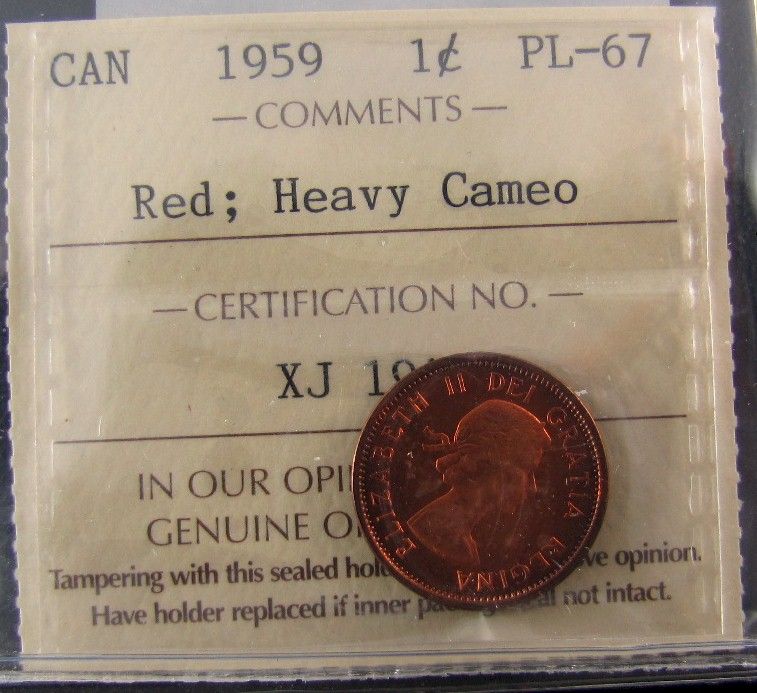 CAN 1959 1¢ PL-67
— COMMENTS —
Red; Heavy Cameo
— CERTIFICATION NO. —
XJ
IN OUR
GENUINE
Tampering with this sealed opinion.
Have holder replaced if inner not intact.
ELIZABETH II DEI GRATIA REGINA